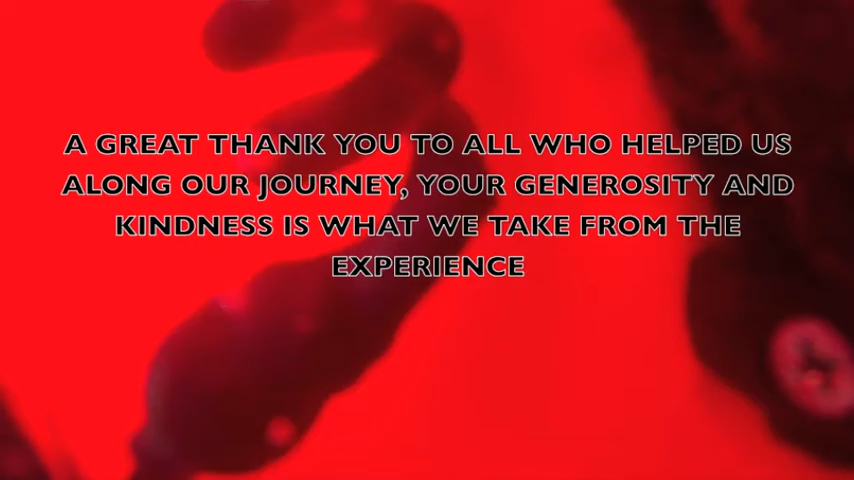 A GREAT THANK YOU TO ALL WHO HELPED US
ALONG OUR JOURNEY, YOUR GENEROSITY AND
KINDNESS IS WHAT WE TAKE FROM THE
EXPERIENCE